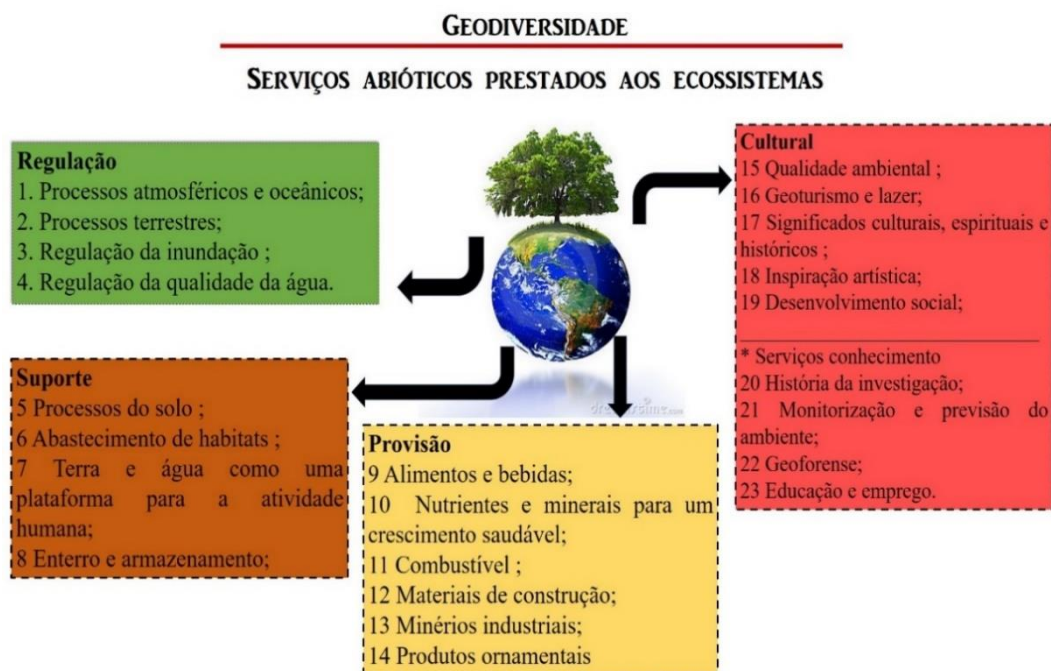 GEODIVERSIDADE
SERVIÇOS ABIÓTICOS PRESTADOS AOS ECOSSISTEMAS
Regulação
1. Processos atmosféricos e oceânicos;
2. Processos terrestres;
3. Regulação da inundação ;
4. Regulação da qualidade da água.
Suporte
5 Processos do solo ;
6 Abastecimento de habitats ;
7 Terra e água como uma
plataforma para a atividade
humana;
8 Enterro e armazenamento;
Provisão
9 Alimentos e bebidas;
10 Nutrientes e minerais para um
crescimento saudável;
11 Combustível ;
12 Materiais de construção;
13 Minérios industriais;
14 Produtos ornamentais
Cultural
15 Qualidade ambiental ;
16 Geoturismo e lazer;
17 Significados culturais, espirituais e
históricos ;
18 Inspiração artística;
19 Desenvolvimento social;
* Serviços conhecimento
20 História da investigação;
21 Monitorização e previsão do
ambiente;
22 Geoforense;
23 Educação e emprego.